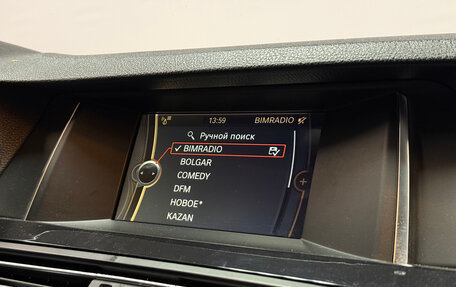 13:59 BIMRADIO
Ручной поиск
BIMRADIO
BOLGAR
COMEDY
DFM
НОВОЕ*
KAZAN